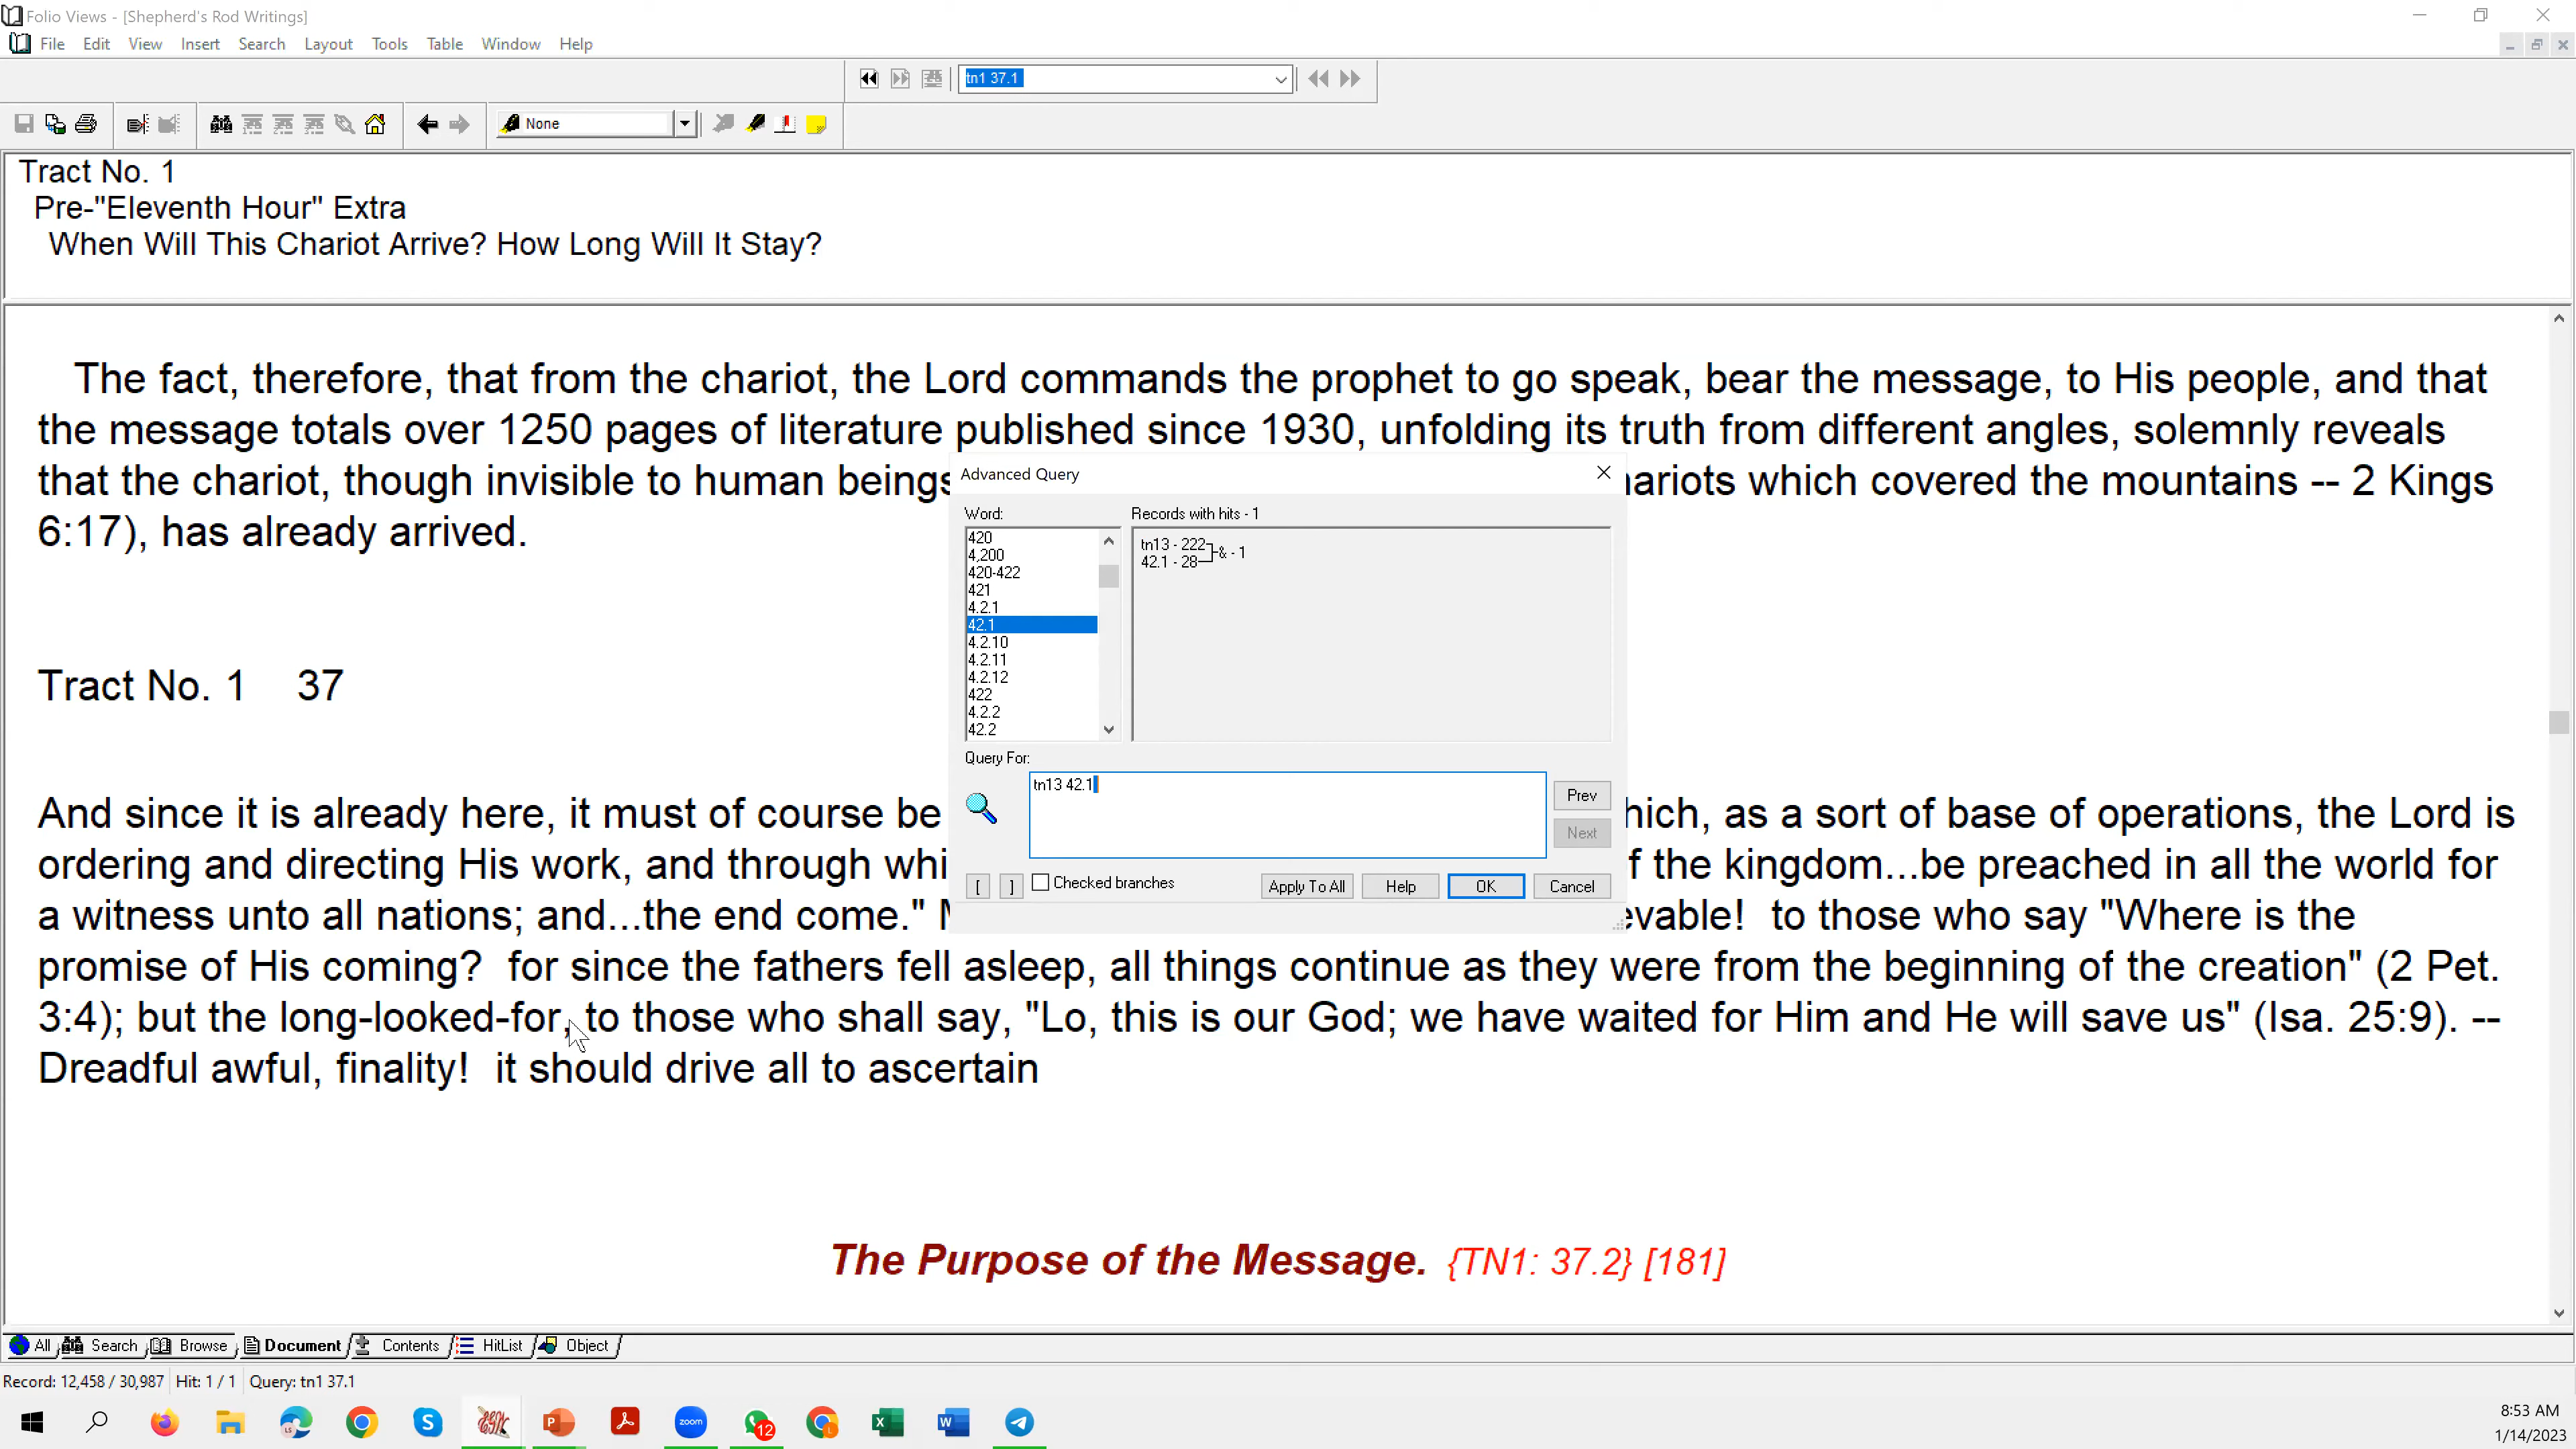 Folio Views - [Shepherd's Rod Writings]
File Edit View Insert Search Layout Tools Table Window Help
tn1 37.1
None
Tract No. 1
Pre-"Eleventh Hour" Extra
When Will This Chariot Arrive? How Long Will It Stay?
The fact, therefore, that from the chariot, the Lord commands the prophet to go speak, bear the message, to His people, and that
the message totals over 1250 pages of literature published since 1930, unfolding its truth from different angles, solemnly reveals
that the chariot, though invisible to human beings
hariots which covered the mountains -- 2 Kings
6:17), has already arrived.
Tract No. 1 37
And since it is already here, it must of course be
hich, as a sort of base of operations, the Lord is
ordering and directing His work, and through whi
f the kingdom...be preached in all the world for
a witness unto all nations; and...the end come."
evable! to those who say "Where is the
promise of His coming? for since the fathers fell asleep, all things continue as they were from the beginning of the creation" (2 Pet.
3:4); but the long-looked-for, to those who shall say, "Lo, this is our God; we have waited for Him and He will save us" (Isa. 25:9). --
Dreadful awful, finality! it should drive all to ascertain
The Purpose of the Message. {TN1: 37.2} [181]
Advanced Query
Word:
420
4,200
420-422
421
4.2.1
42.1
4.2.10
4.2.11
4.2.12
422
4.2.2
42.2
Records with hits - 1
tn13 - 222
42.1 - 28
& - 1
Query For:
tn13 42.1
Prev
Next
[ ] Checked branches
Apply To All Help OK Cancel
All Search Browse Document Contents HitList Object
Record: 12,458 / 30,987 Hit: 1 / 1 Query: tn1 37.1
zoom
12
8:53 AM
1/14/2023